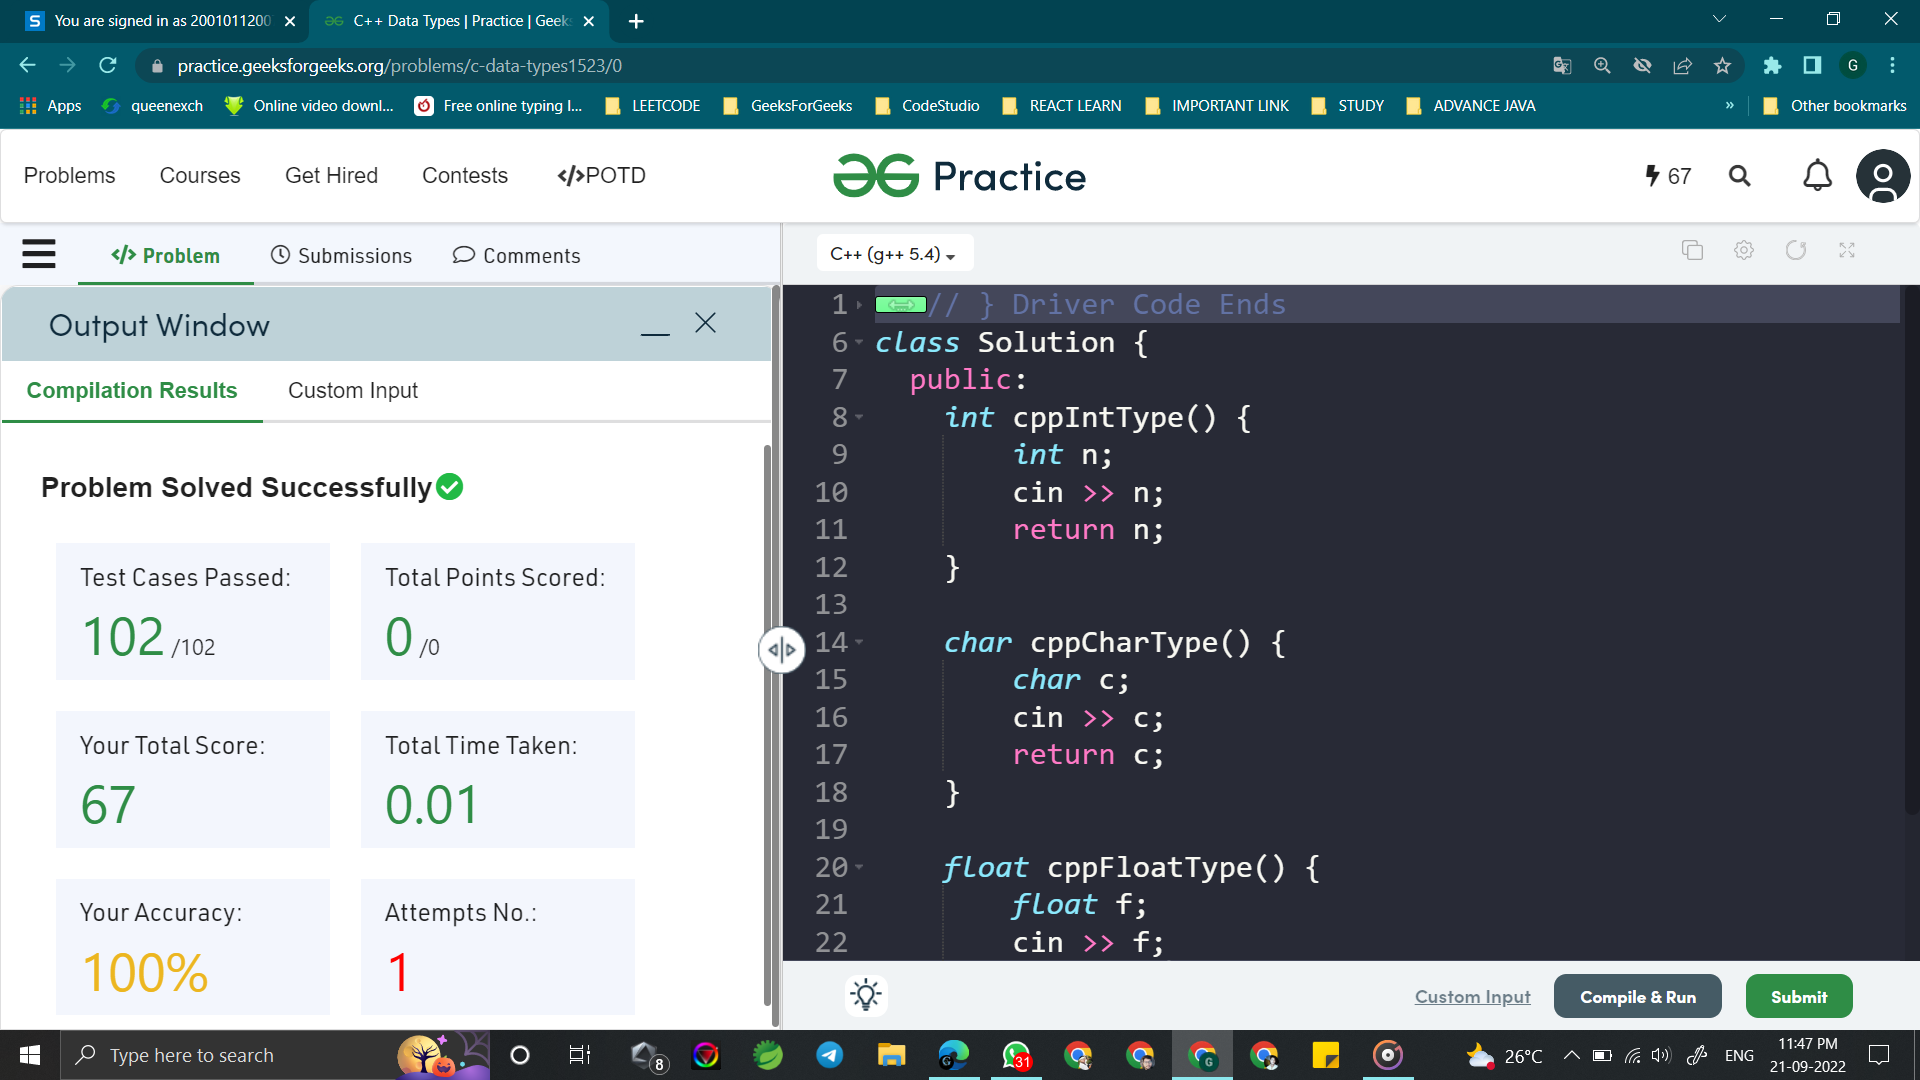 You are signed in as 2001011200
C++ Data Types | Practice | Geeks
practice.geeksforgeeks.org/problems/c-data-types1523/0
G
Apps
queenexch
Online video downl...
Free online typing I...
LEETCODE
GeeksForGeeks
CodeStudio
REACT LEARN
IMPORTANT LINK
STUDY
ADVANCE JAVA
»
Other bookmarks
Problems
Courses
Get Hired
Contests
</>POTD
Practice
67
</> Problem
Submissions
Comments
C++ (g++ 5.4)
Output Window
Compilation Results
Custom Input
Problem Solved Successfully
Test Cases Passed:
102 /102
Total Points Scored:
0 /0
Your Total Score:
67
Total Time Taken:
0.01
Your Accuracy:
100%
Attempts No.:
1
1 // } Driver Code Ends
6 class Solution {
7 public:
8 int cppIntType() {
9 int n;
10 cin >> n;
11 return n;
12 }
13
14 char cppCharType() {
15 char c;
16 cin >> c;
17 return c;
18 }
19
20 float cppFloatType() {
21 float f;
22 cin >> f;
Custom Input
Compile & Run
Submit
Type here to search
8
31
G
26°C
ENG
11:47 PM
21-09-2022